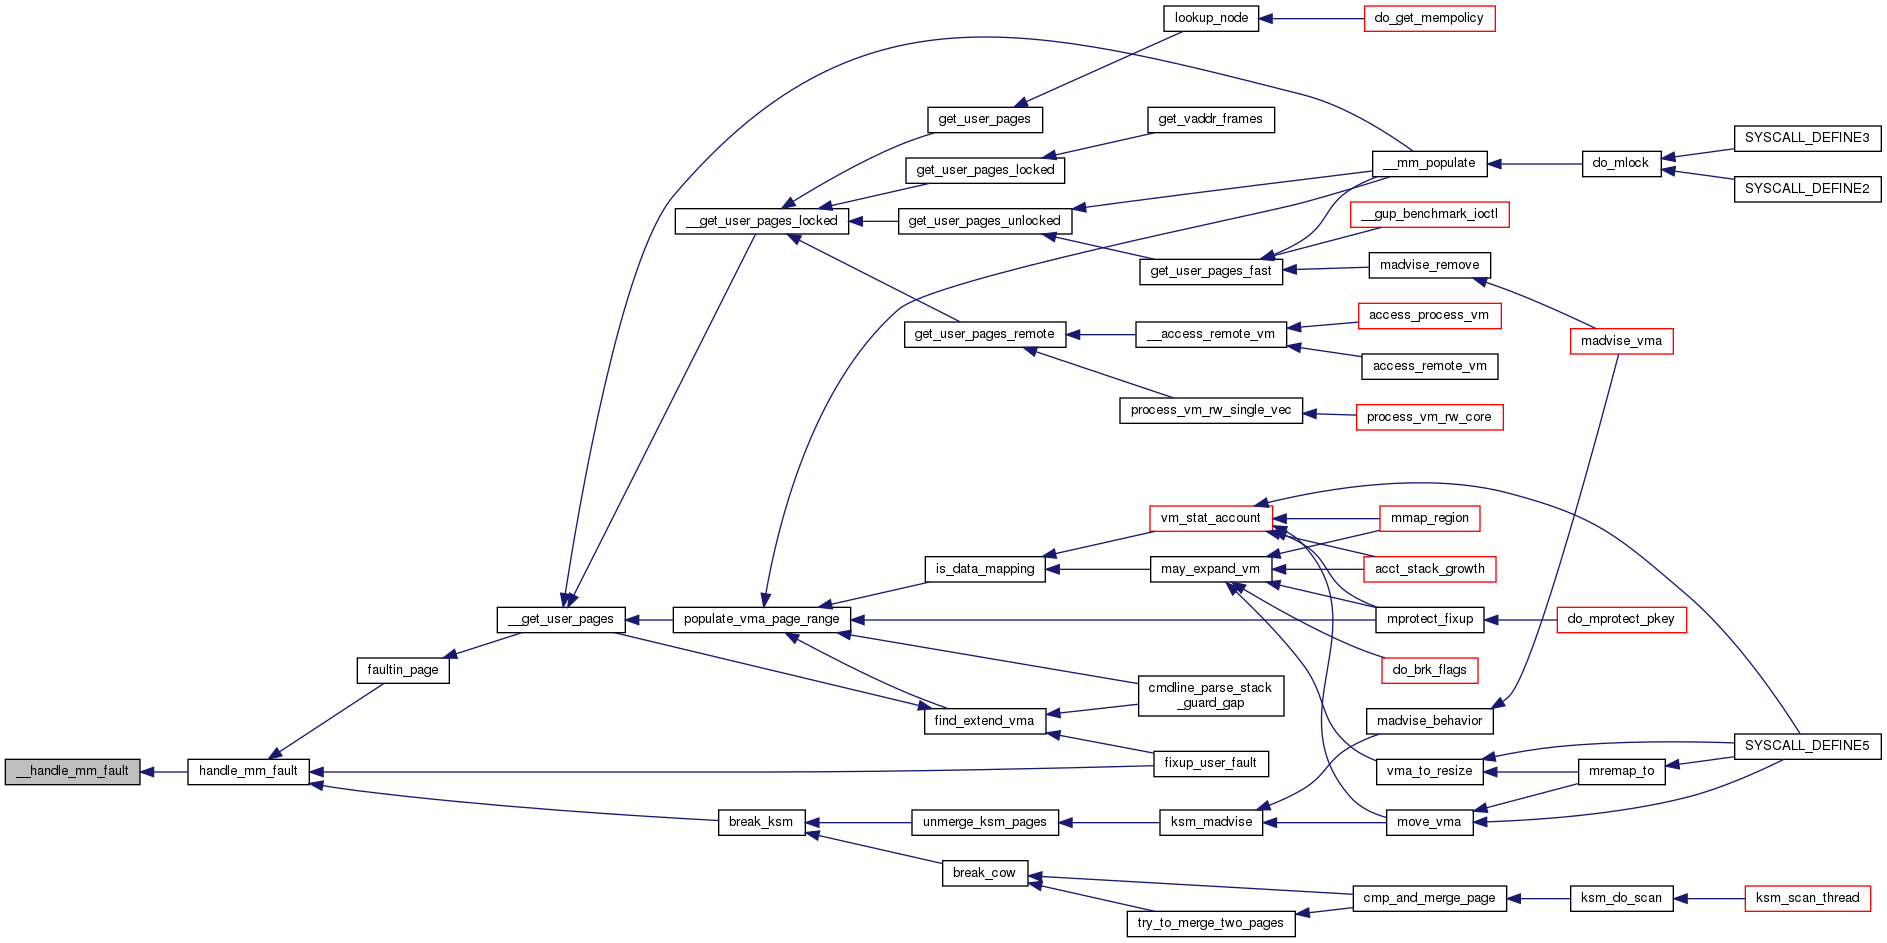 lookup_node
do_get_mempolicy
get_user_pages
get_vaddr_frames
SYSCALL_DEFINE3
get_user_pages_locked
__mm_populate
do_mlock
SYSCALL_DEFINE2
__get_user_pages_locked
get_user_pages_unlocked
__gup_benchmark_ioctl
get_user_pages_fast
madvise_remove
get_user_pages_remote
__access_remote_vm
access_process_vm
madvise_vma
access_remote_vm
process_vm_rw_single_vec
process_vm_rw_core
vm_stat_account
mmap_region
is_data_mapping
may_expand_vm
acct_stack_growth
__get_user_pages
populate_vma_page_range
mprotect_fixup
do_mprotect_pkey
faultin_page
do_brk_flags
cmdline_parse_stack
_guard_gap
find_extend_vma
madvise_behavior
SYSCALL_DEFINE5
__handle_mm_fault
handle_mm_fault
fixup_user_fault
vma_to_resize
mremap_to
break_ksm
unmerge_ksm_pages
ksm_madvise
move_vma
break_cow
cmp_and_merge_page
ksm_do_scan
ksm_scan_thread
try_to_merge_two_pages